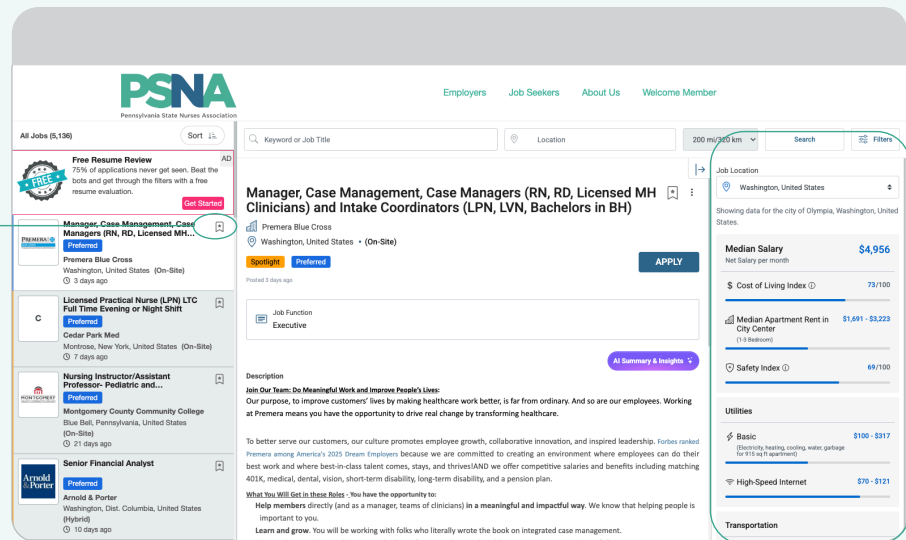 PSNA
Pennsylvania State Nurses Association
Employers
Job Seekers
About Us
Welcome Member
All Jobs (5,136)
Sort
Keyword or Job Title
Location
200 mi/320 km
Search
Filters
FREE
Free Resume Review
AD
75% of applications never get seen. Beat the
bots and get through the filters with a free
resume evaluation.
Get Started
PREMERA
Manager, Case Management, Case
Managers (RN, RD, Licensed MH...
Preferred
Premera Blue Cross
Washington, United States (On-Site)
3 days ago
C
Licensed Practical Nurse (LPN) LTC
Full Time Evening or Night Shift
Preferred
Cedar Park Med
Montrose, New York, United States (On-Site)
7 days ago
MONTGOMERY
Nursing Instructor/Assistant
Professor- Pediatric and...
Preferred
Montgomery County Community College
Blue Bell, Pennsylvania, United States
(On-Site)
21 days ago
Arnold
& Porter
Senior Financial Analyst
Preferred
Arnold & Porter
Washington, Dist. Columbia, United States
(Hybrid)
10 days ago
Manager, Case Management, Case Managers (RN, RD, Licensed MH
Clinicians) and Intake Coordinators (LPN, LVN, Bachelors in BH)
Premera Blue Cross
Washington, United States • (On-Site)
Spotlight
Preferred
APPLY
Posted 3 days ago
Job Function
Executive
AI Summary & Insights
Description
Join Our Team: Do Meaningful Work and Improve People's Lives:
Our purpose, to improve customers' lives by making healthcare work better, is far from ordinary. And so are our employees. Working
at Premera means you have the opportunity to drive real change by transforming healthcare.
To better serve our customers, our culture promotes employee growth, collaborative innovation, and inspired leadership. Forbes ranked
Premera among America's 2025 Dream Employers because we are committed to creating an environment where employees can do their
best work and where best-in-class talent comes, stays, and thrives!AND we offer competitive salaries and benefits including matching
401K, medical, dental, vision, short-term disability, long-term disability, and a pension plan.
What You Will Get in these Roles - You have the opportunity to:
Help members directly (and as a manager, teams of clinicians) in a meaningful and impactful way. We know that helping people is
important to you.
Learn and grow. You will be working with folks who literally wrote the book on integrated case management.
Job Location
Washington, United States
Showing data for the city of Olympia, Washington, United
States.
Median Salary
$4,956
Net Salary per month
Cost of Living Index
73/100
Median Apartment Rent in
City Center
$1,691 - $3,223
(1-3 Bedroom)
Safety Index
69/100
Utilities
Basic
$100 - $317
(Electricity, heating, cooling, water, garbage
for 915 sq ft apartment)
High-Speed Internet
$70 - $121
Transportation